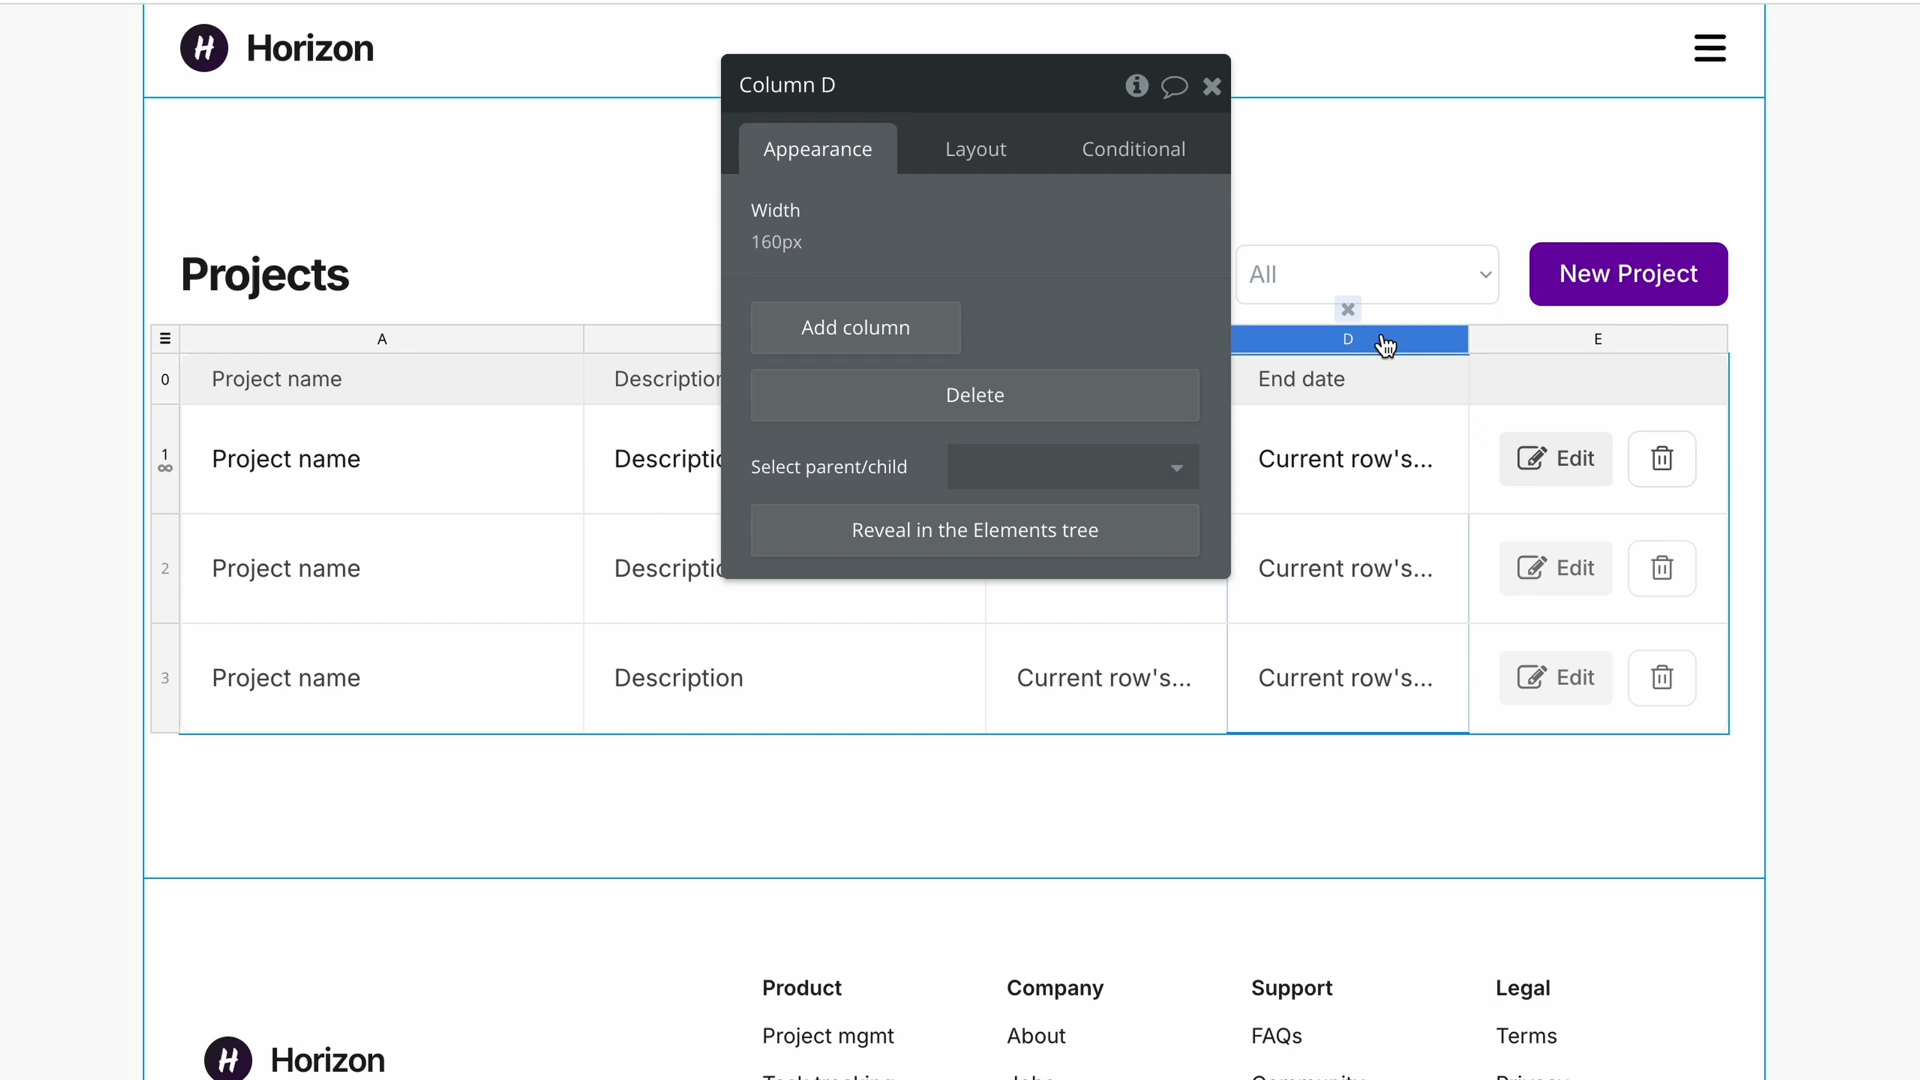 Horizon
Column D
Appearance
Layout
Conditional
Width
160px
Projects
All
New Project
Add column
A
D
E
0
Project name
Description
End date
Delete
1
Project name
Current row's...
Edit
Select parent/child
Reveal in the Elements tree
2
Project name
Current row's...
Edit
3
Project name
Description
Current row's...
Current row's...
Edit
Product
Company
Support
Legal
Project mgmt
About
FAQs
Terms
Horizon